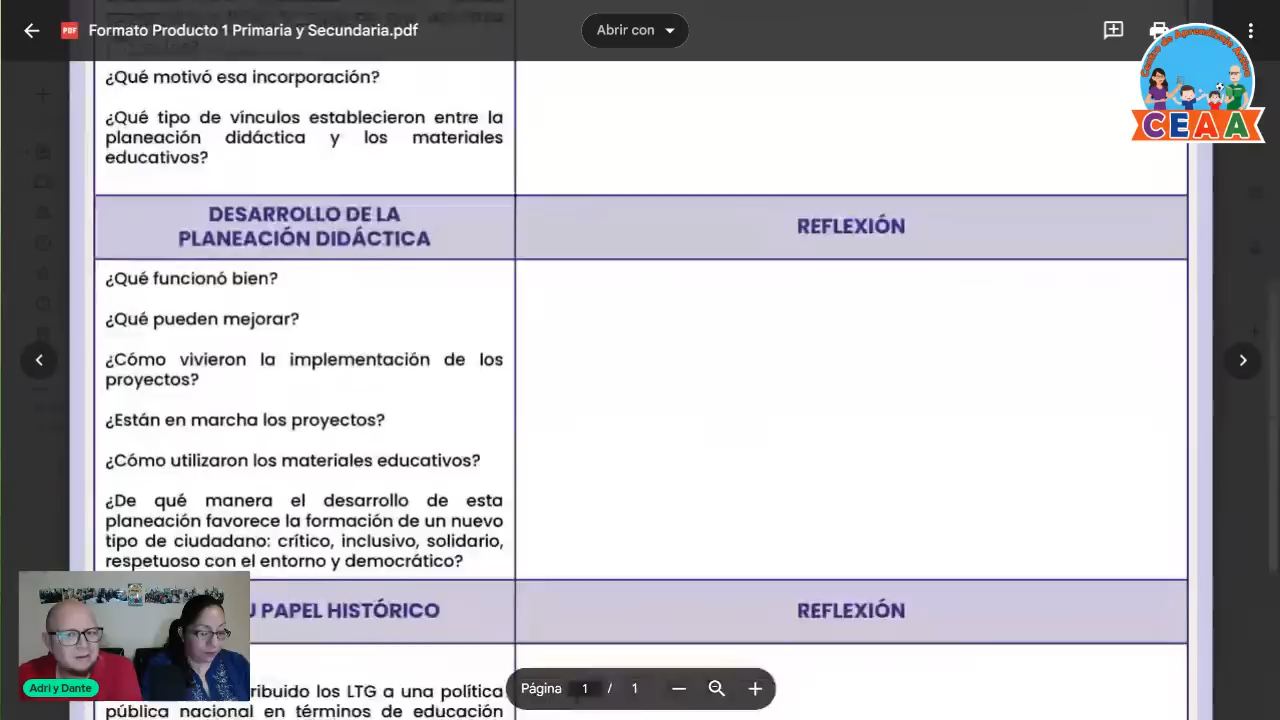 Formato Producto 1 Primaria y Secundaria.pdf
PDF
Abrir con
Centro de Aprendizaje Activo
CEAA
¿Qué motivó esa incorporación?
¿Qué tipo de vínculos establecieron entre la
planeación didáctica y los materiales
educativos?
DESARROLLO DE LA
PLANEACIÓN DIDÁCTICA
REFLEXIÓN
¿Qué funcionó bien?
¿Qué pueden mejorar?
¿Cómo vivieron la implementación de los
proyectos?
¿Están en marcha los proyectos?
¿Cómo utilizaron los materiales educativos?
¿De qué manera el desarrollo de esta
planeación favorece la formación de un nuevo
tipo de ciudadano: crítico, inclusivo, solidario,
respetuoso con el entorno y democrático?
PAPEL HISTÓRICO
REFLEXIÓN
los LTG a una política
pública nacional en términos de educación
Adri y Dante
Página 1 / 1